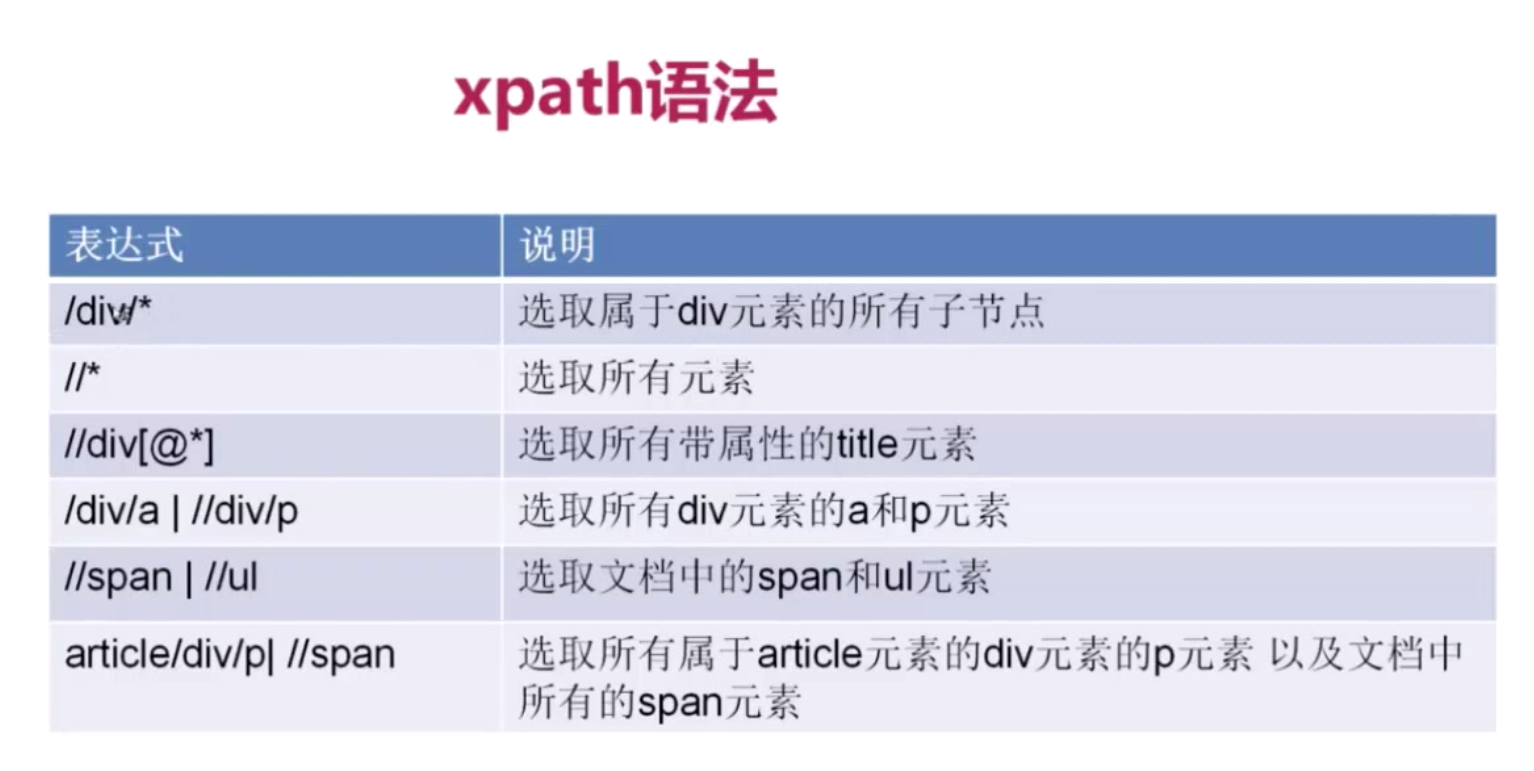 xpath语法
表达式 说明
/div/* 选取属于div元素的所有子节点
//* 选取所有元素
//div[@*] 选取所有带属性的title元素
/div/a | //div/p 选取所有div元素的a和p元素
//span | //ul 选取文档中的span和ul元素
article/div/p| //span 选取所有属于article元素的div元素的p元素 以及文档中
所有的span元素